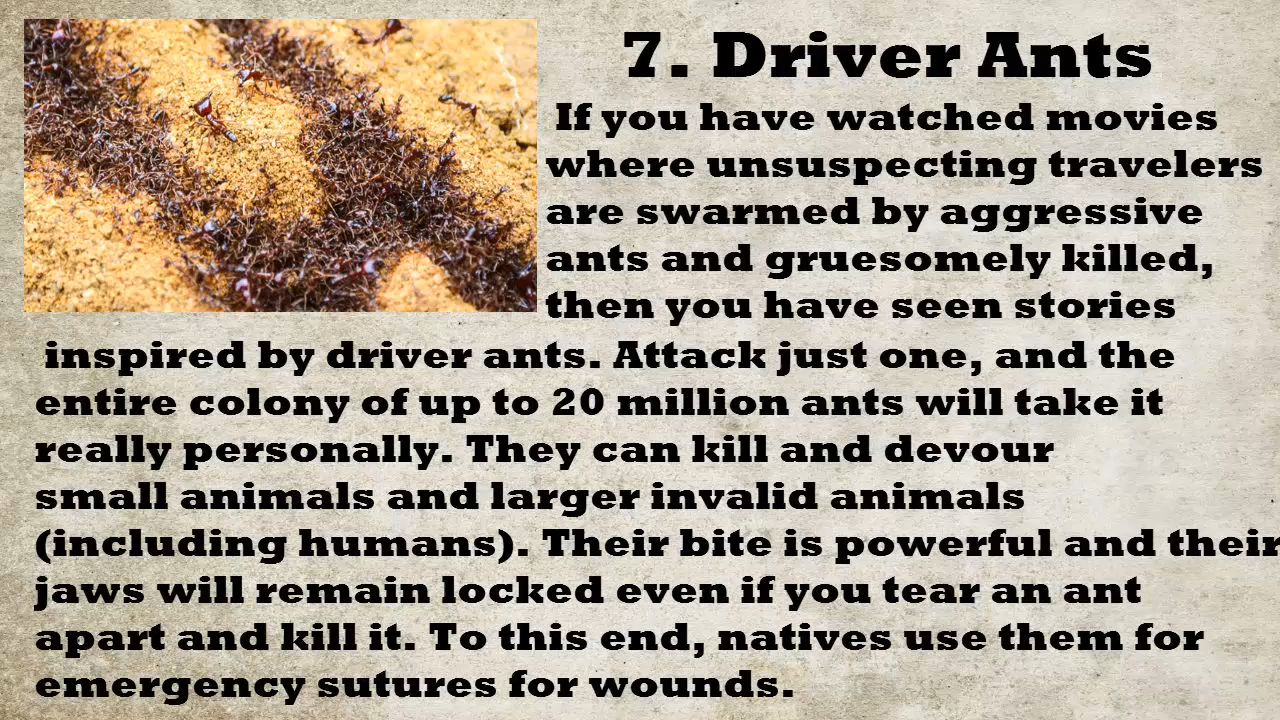 7. Driver Ants
If you have watched movies
where unsuspecting travelers
are swarmed by aggressive
ants and gruesomely killed,
then you have seen stories
inspired by driver ants. Attack just one, and the
entire colony of up to 20 million ants will take it
really personally. They can kill and devour
small animals and larger invalid animals
(including humans). Their bite is powerful and their
jaws will remain locked even if you tear an ant
apart and kill it. To this end, natives use them for
emergency sutures for wounds.